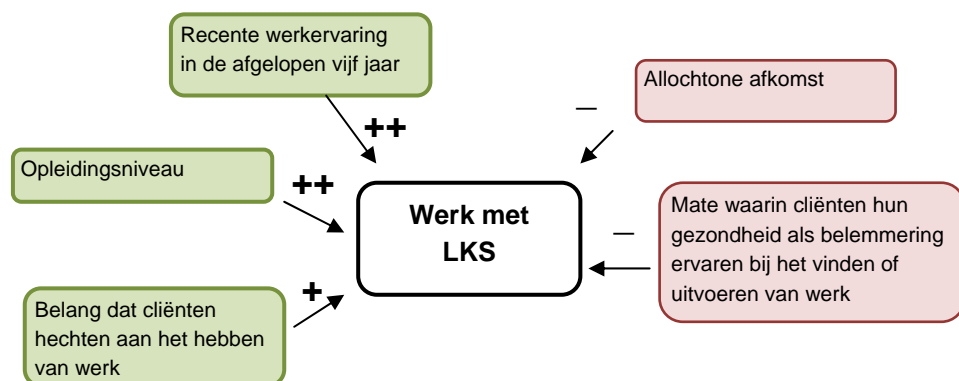 Recente werkervaring
in de afgelopen vijf jaar
Allochtone afkomst
++
–
Opleidingsniveau
++
Werk met
LKS
Mate waarin cliënten hun
gezondheid als belemmering
ervaren bij het vinden of
uitvoeren van werk
–
+
Belang dat cliënten
hechten aan het hebben
van werk